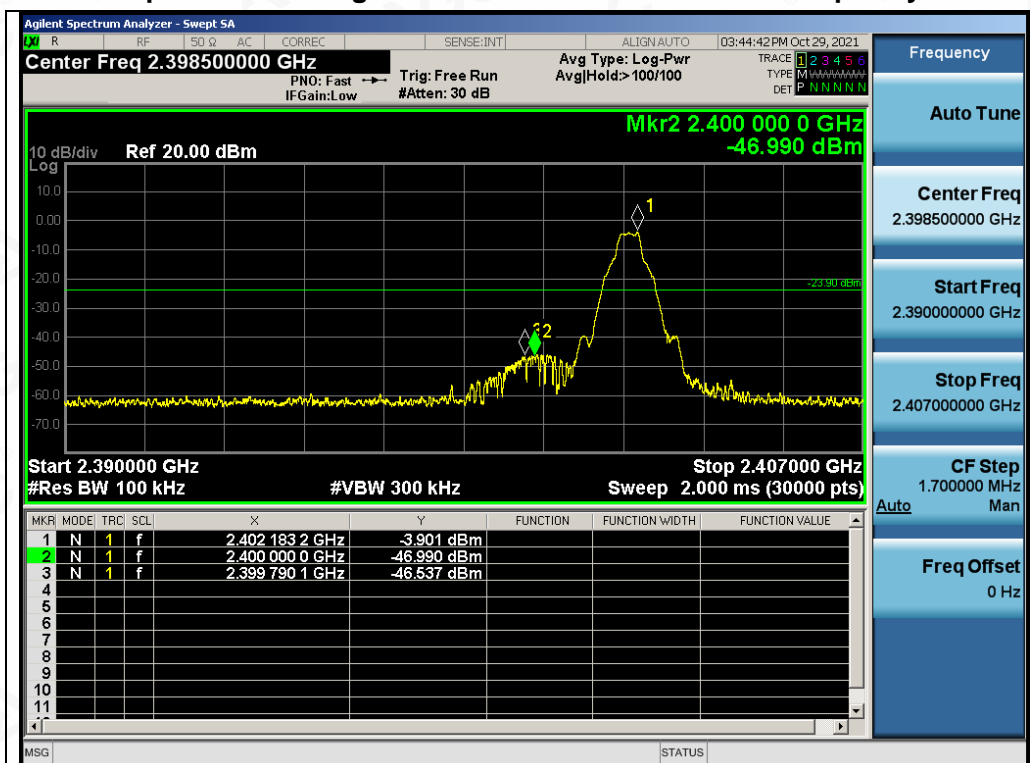 Agilent Spectrum Analyzer - Swept SA
LXI R RF 50 Ω AC CORREC SENSE:INT ALIGN AUTO 03:44:42 PM Oct 29, 2021
Center Freq 2.398500000 GHz
PNO: Fast
IFGain:Low
Trig: Free Run
#Atten: 30 dB
Avg Type: Log-Pwr
Avg|Hold:>100/100
TRACE 1 2 3 4 5 6
TYPE M WWWWW
DET P N N N N N
Mkr2 2.400 000 0 GHz
-46.990 dBm
10 dB/div Ref 20.00 dBm
Log
10.0
0.00
-10.0
-20.0
-30.0
-40.0
-50.0
-60.0
-70.0
1
-23.90 dBm
3 2
Start 2.390000 GHz Stop 2.407000 GHz
#Res BW 100 kHz #VBW 300 kHz Sweep 2.000 ms (30000 pts)
MKR MODE TRC SCL X Y FUNCTION FUNCTION WIDTH FUNCTION VALUE
1 N 1 f 2.402 183 2 GHz -3.901 dBm
2 N 1 f 2.400 000 0 GHz -46.990 dBm
3 N 1 f 2.399 790 1 GHz -46.537 dBm
4
5
6
7
8
9
10
11
MSG STATUS
Frequency
Auto Tune
Center Freq
2.398500000 GHz
Start Freq
2.390000000 GHz
Stop Freq
2.407000000 GHz
CF Step
1.700000 MHz
Auto Man
Freq Offset
0 Hz